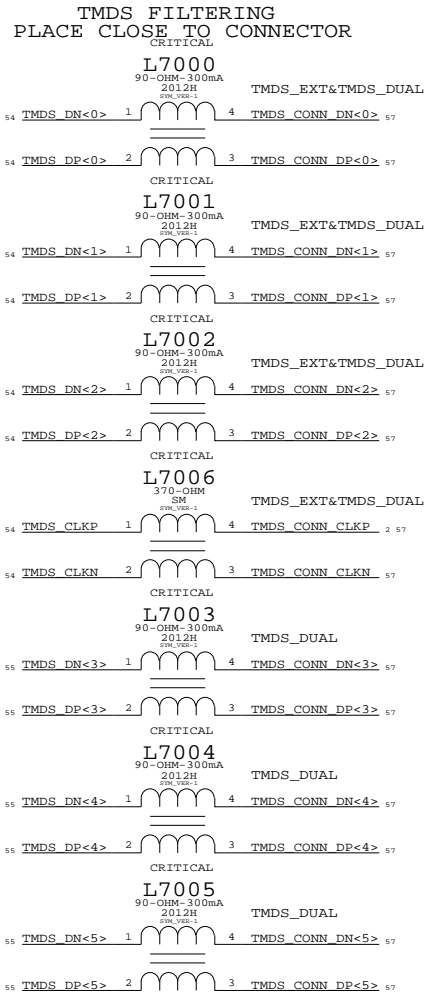 TMDS FILTERING
PLACE CLOSE TO CONNECTOR
CRITICAL
L7000
90-OHM-300mA
2012H
SYM_VER-1
TMDS_EXT&TMDS_DUAL
54 TMDS_DN<0> 1 4 TMDS_CONN_DN<0> 57
54 TMDS_DP<0> 2 3 TMDS_CONN_DP<0> 57
CRITICAL
L7001
90-OHM-300mA
2012H
SYM_VER-1
TMDS_EXT&TMDS_DUAL
54 TMDS_DN<1> 1 4 TMDS_CONN_DN<1> 57
54 TMDS_DP<1> 2 3 TMDS_CONN_DP<1> 57
CRITICAL
L7002
90-OHM-300mA
2012H
SYM_VER-1
TMDS_EXT&TMDS_DUAL
54 TMDS_DN<2> 1 4 TMDS_CONN_DN<2> 57
54 TMDS_DP<2> 2 3 TMDS_CONN_DP<2> 57
CRITICAL
L7006
370-OHM
SM
SYM_VER-1
TMDS_EXT&TMDS_DUAL
54 TMDS_CLKP 1 4 TMDS_CONN_CLKP 2 57
54 TMDS_CLKN 2 3 TMDS_CONN_CLKN 57
CRITICAL
L7003
90-OHM-300mA
2012H
SYM_VER-1
TMDS_DUAL
55 TMDS_DN<3> 1 4 TMDS_CONN_DN<3> 57
55 TMDS_DP<3> 2 3 TMDS_CONN_DP<3> 57
CRITICAL
L7004
90-OHM-300mA
2012H
SYM_VER-1
TMDS_DUAL
55 TMDS_DN<4> 1 4 TMDS_CONN_DN<4> 57
55 TMDS_DP<4> 2 3 TMDS_CONN_DP<4> 57
CRITICAL
L7005
90-OHM-300mA
2012H
SYM_VER-1
TMDS_DUAL
55 TMDS_DN<5> 1 4 TMDS_CONN_DN<5> 57
55 TMDS_DP<5> 2 3 TMDS_CONN_DP<5> 57